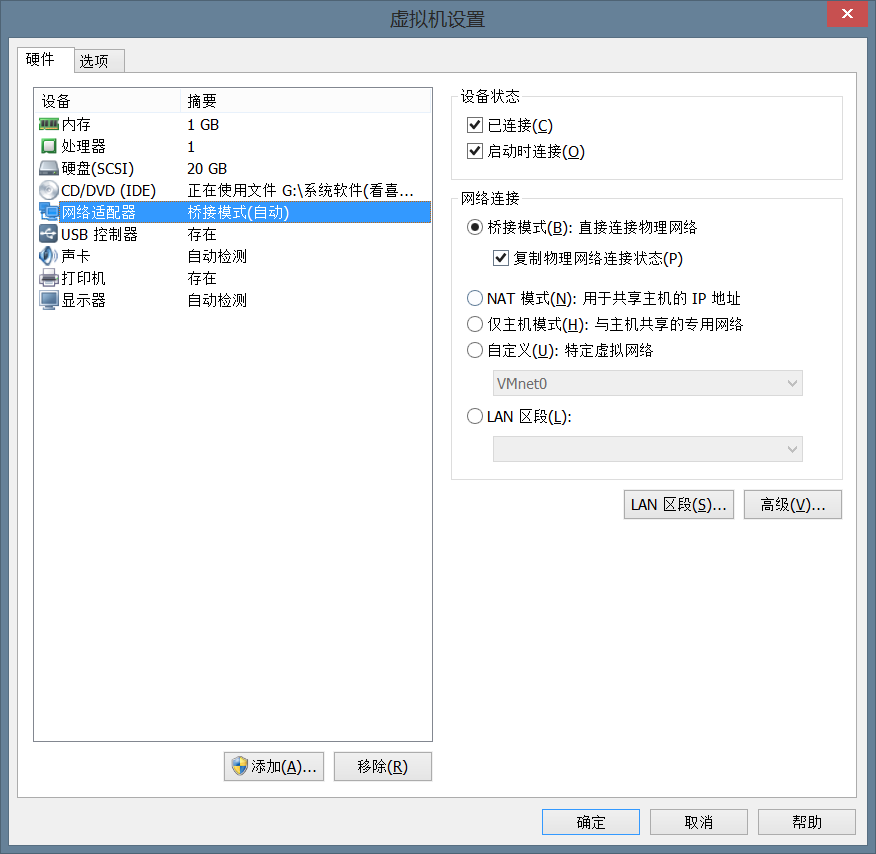 虚拟机设置
硬件 选项
设备 摘要
内存 1 GB
处理器 1
硬盘(SCSI) 20 GB
CD/DVD (IDE) 正在使用文件 G:\系统软件(看喜...
网络适配器 桥接模式(自动)
USB 控制器 存在
声卡 自动检测
打印机 存在
显示器 自动检测
添加(A)... 移除(R)
设备状态
已连接(C)
启动时连接(O)
网络连接
桥接模式(B): 直接连接物理网络
复制物理网络连接状态(P)
NAT 模式(N): 用于共享主机的 IP 地址
仅主机模式(H): 与主机共享的专用网络
自定义(U): 特定虚拟网络
VMnet0
LAN 区段(L):
LAN 区段(S)... 高级(V)...
确定 取消 帮助